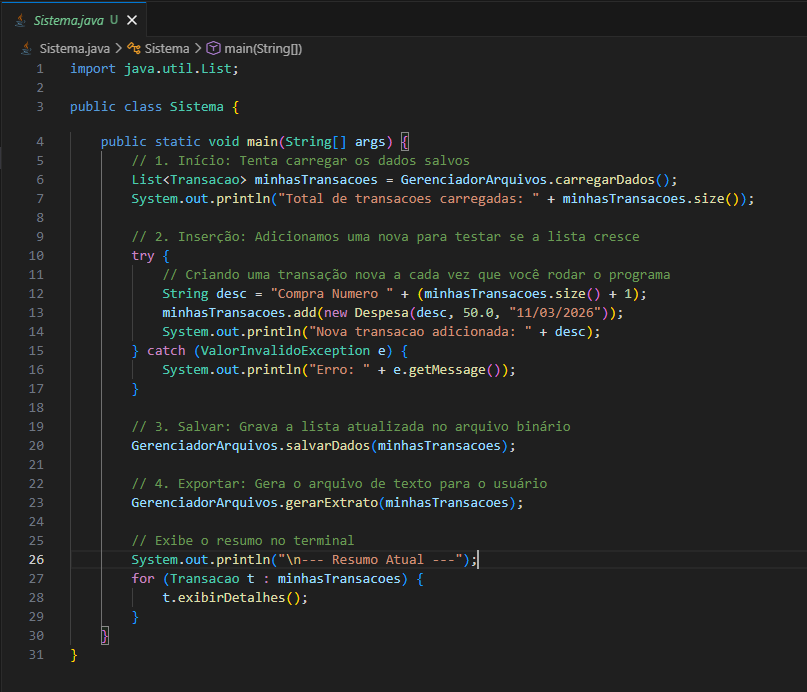 Sistema.java U ×
Sistema.java > Sistema > main(String[])
1 import java.util.List;
2
3 public class Sistema {
4 public static void main(String[] args) {
5 // 1. Início: Tenta carregar os dados salvos
6 List<Transacao> minhasTransacoes = GerenciadorArquivos.carregarDados();
7 System.out.println("Total de transacoes carregadas: " + minhasTransacoes.size());
8
9 // 2. Inserção: Adicionamos uma nova para testar se a lista cresce
10 try {
11 // Criando uma transação nova a cada vez que você rodar o programa
12 String desc = "Compra Numero " + (minhasTransacoes.size() + 1);
13 minhasTransacoes.add(new Despesa(desc, 50.0, "11/03/2026"));
14 System.out.println("Nova transacao adicionada: " + desc);
15 } catch (ValorInvalidoException e) {
16 System.out.println("Erro: " + e.getMessage());
17 }
18
19 // 3. Salvar: Grava a lista atualizada no arquivo binário
20 GerenciadorArquivos.salvarDados(minhasTransacoes);
21
22 // 4. Exportar: Gera o arquivo de texto para o usuário
23 GerenciadorArquivos.gerarExtrato(minhasTransacoes);
24
25 // Exibe o resumo no terminal
26 System.out.println("\n--- Resumo Atual ---");
27 for (Transacao t : minhasTransacoes) {
28 t.exibirDetalhes();
29 }
30 }
31 }